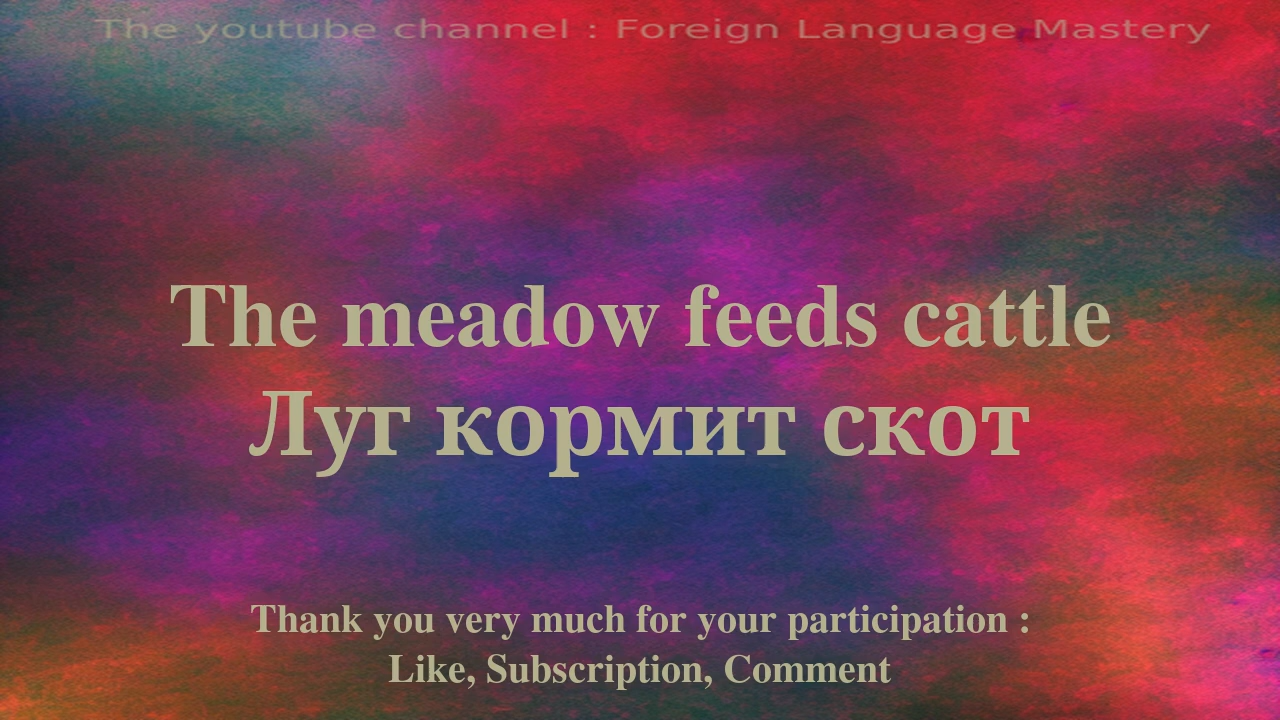 The youtube channel : Foreign Language Mastery
The meadow feeds cattle
Луг кормит скот
Thank you very much for your participation :
Like, Subscription, Comment